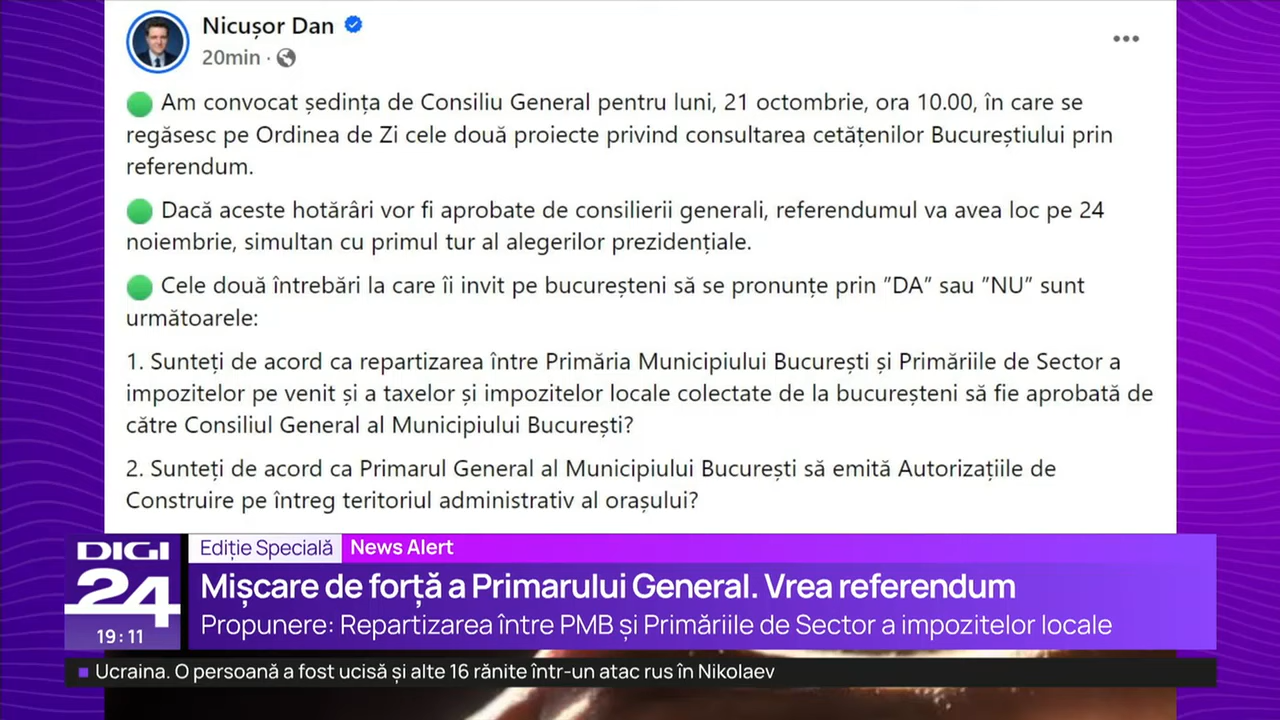 Nicușor Dan
20min ·
Am convocat ședința de Consiliu General pentru luni, 21 octombrie, ora 10.00, în care se
regăsesc pe Ordinea de Zi cele două proiecte privind consultarea cetățenilor Bucureștiului prin
referendum.
Dacă aceste hotărâri vor fi aprobate de consilierii generali, referendumul va avea loc pe 24
noiembrie, simultan cu primul tur al alegerilor prezidențiale.
Cele două întrebări la care îi invit pe bucureșteni să se pronunțe prin ”DA” sau ”NU” sunt
următoarele:
1. Sunteți de acord ca repartizarea între Primăria Municipiului București și Primăriile de Sector a
impozitelor pe venit și a taxelor și impozitelor locale colectate de la bucureșteni să fie aprobată de
către Consiliul General al Municipiului București?
2. Sunteți de acord ca Primarul General al Municipiului București să emită Autorizațiile de
Construire pe întreg teritoriul administrativ al orașului?
DIGI
24
19:11
Ediție Specială News Alert
Mișcare de forță a Primarului General. Vrea referendum
Propunere: Repartizarea între PMB și Primăriile de Sector a impozitelor locale
Ucraina. O persoană a fost ucisă și alte 16 rănite într-un atac rus în Nikolaev